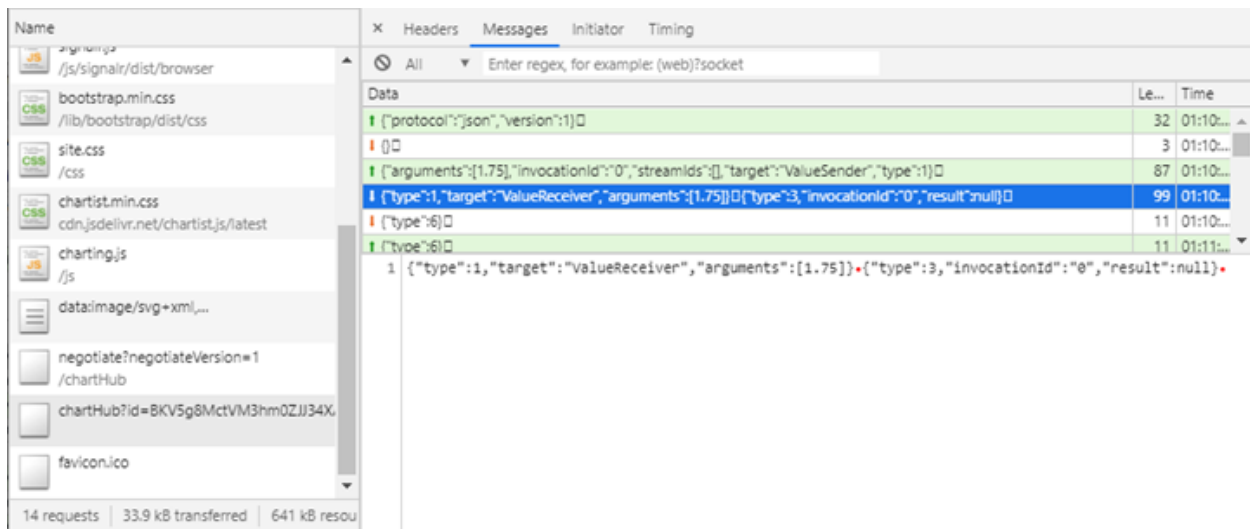 Name
signalr.js
/js/signalr/dist/browser
bootstrap.min.css
/lib/bootstrap/dist/css
site.css
/css
chartist.min.css
cdn.jsdelivr.net/chartist.js/latest
charting.js
/js
data:image/svg+xml,...
negotiate?negotiateVersion=1
/chartHub
chartHub?id=
favicon.ico
14 requests | 33.9 kB transferred | 641 kB resou
× Headers Messages Initiator Timing
All ▼ Enter regex, for example: (web)?socket
Data Le... Time
{"protocol":"json","version":1}□ 32 01:10:...
{}□ 3 01:10:...
{"arguments":[1.75],"invocationId":"0","streamIds":[],"target":"ValueSender","type":1}□ 87 01:10:...
{"type":1,"target":"ValueReceiver","arguments":[1.75]}□{"type":3,"invocationId":"0","result":null}□ 99 01:10:...
{"type":6}□ 11 01:10:...
{"type":6}□ 11 01:11:...
1 {"type":1,"target":"ValueReceiver","arguments":[1.75]}•{"type":3,"invocationId":"0","result":null}•